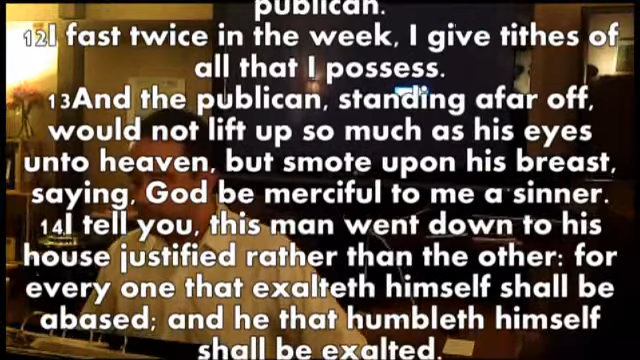 publican.
12I fast twice in the week, I give tithes of
all that I possess.
13And the publican, standing afar off,
would not lift up so much as his eyes
unto heaven, but smote upon his breast,
saying, God be merciful to me a sinner.
14I tell you, this man went down to his
house justified rather than the other: for
every one that exalteth himself shall be
abased; and he that humbleth himself
shall be exalted.